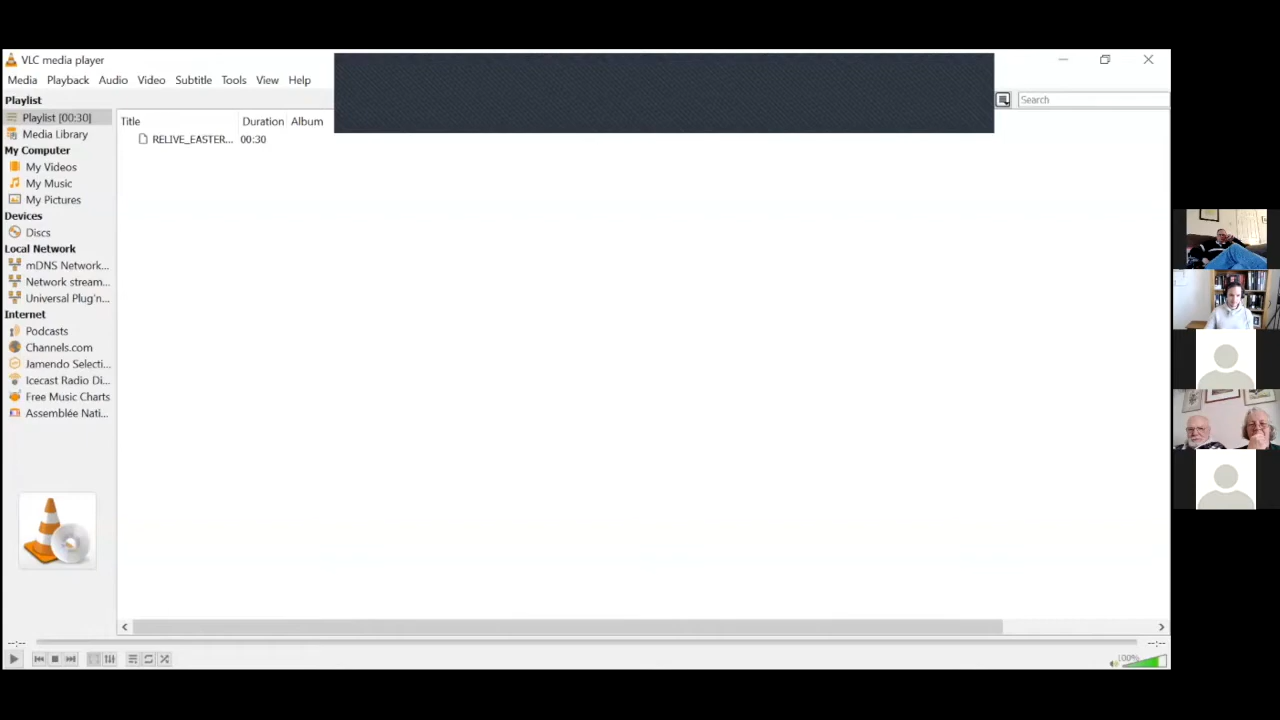 VLC media player
Media Playback Audio Video Subtitle Tools View Help
Playlist
Search
Playlist [00:30]
Title Duration Album
Media Library
RELIVE_EASTER... 00:30
My Computer
My Videos
My Music
My Pictures
Devices
Discs
Local Network
mDNS Network...
Network stream...
Universal Plug'n...
Internet
Podcasts
Channels.com
Jamendo Selecti...
Icecast Radio Di...
Free Music Charts
Assemblée Nati...
--:-- --:--
100%